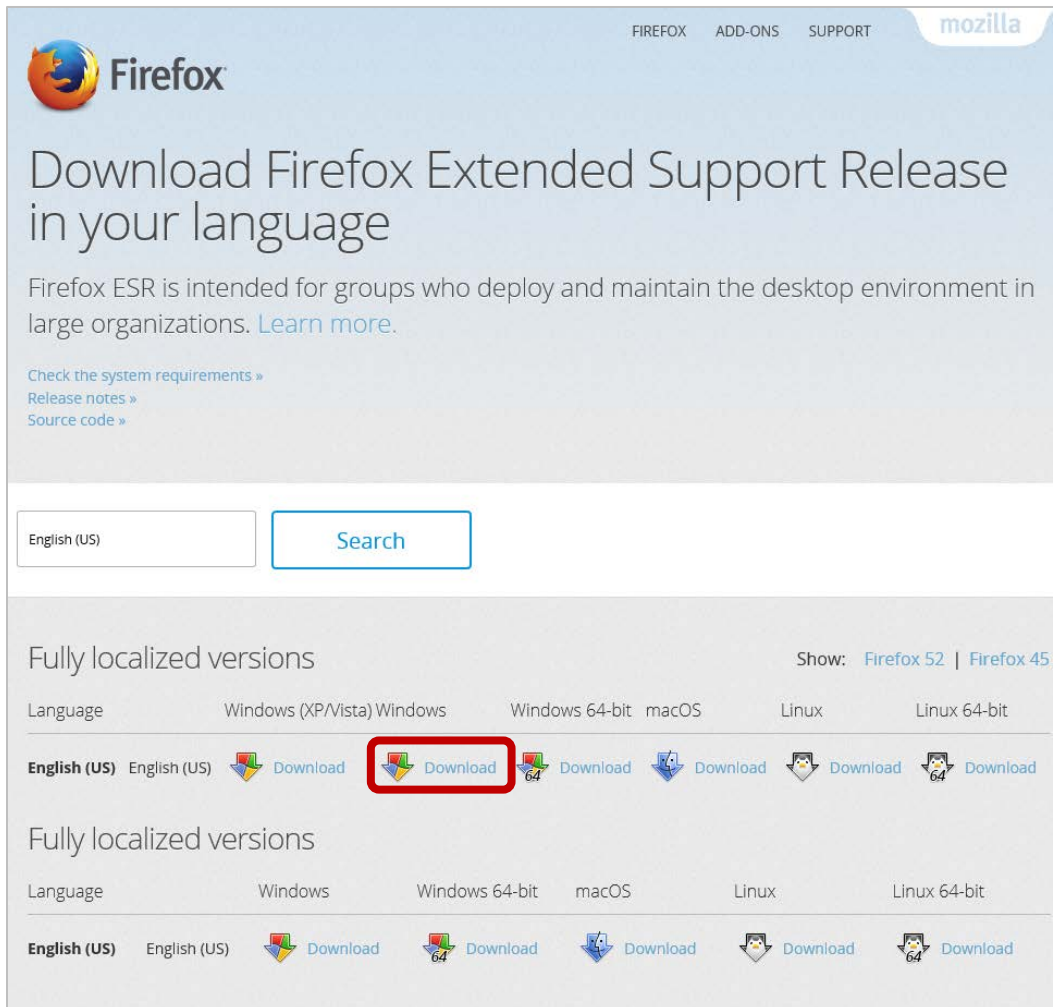 FIREFOX ADD-ONS SUPPORT mozilla
Firefox
Download Firefox Extended Support Release
in your language
Firefox ESR is intended for groups who deploy and maintain the desktop environment in
large organizations. Learn more.
Check the system requirements »
Release notes »
Source code »
English (US) Search
Fully localized versions Show: Firefox 52 | Firefox 45
Language Windows (XP/Vista) Windows Windows 64-bit macOS Linux Linux 64-bit
English (US) English (US) Download Download 64 Download Download Download 64 Download
Fully localized versions
Language Windows Windows 64-bit macOS Linux Linux 64-bit
English (US) English (US) Download 64 Download Download Download 64 Download